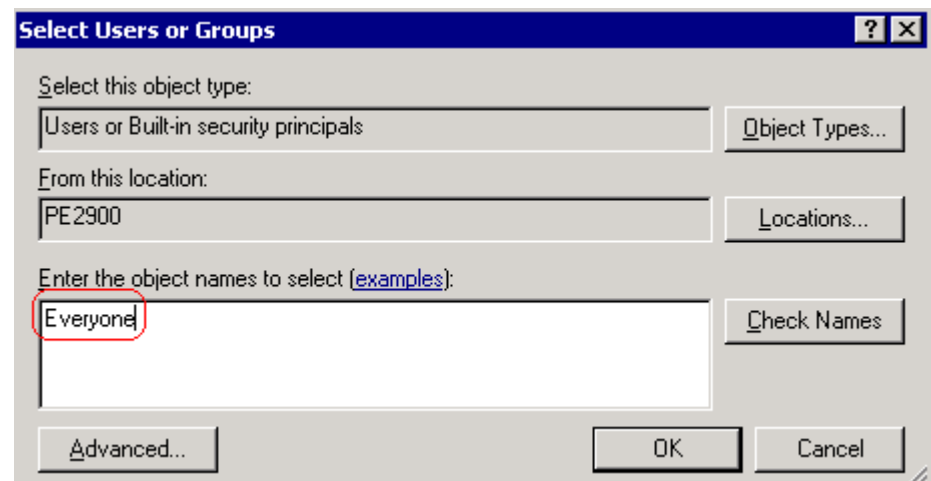 Select Users or Groups
Select this object type:
Users or Built-in security principals
Object Types...
From this location:
PE2900
Locations...
Enter the object names to select (examples):
Everyone
Check Names
Advanced...
OK
Cancel